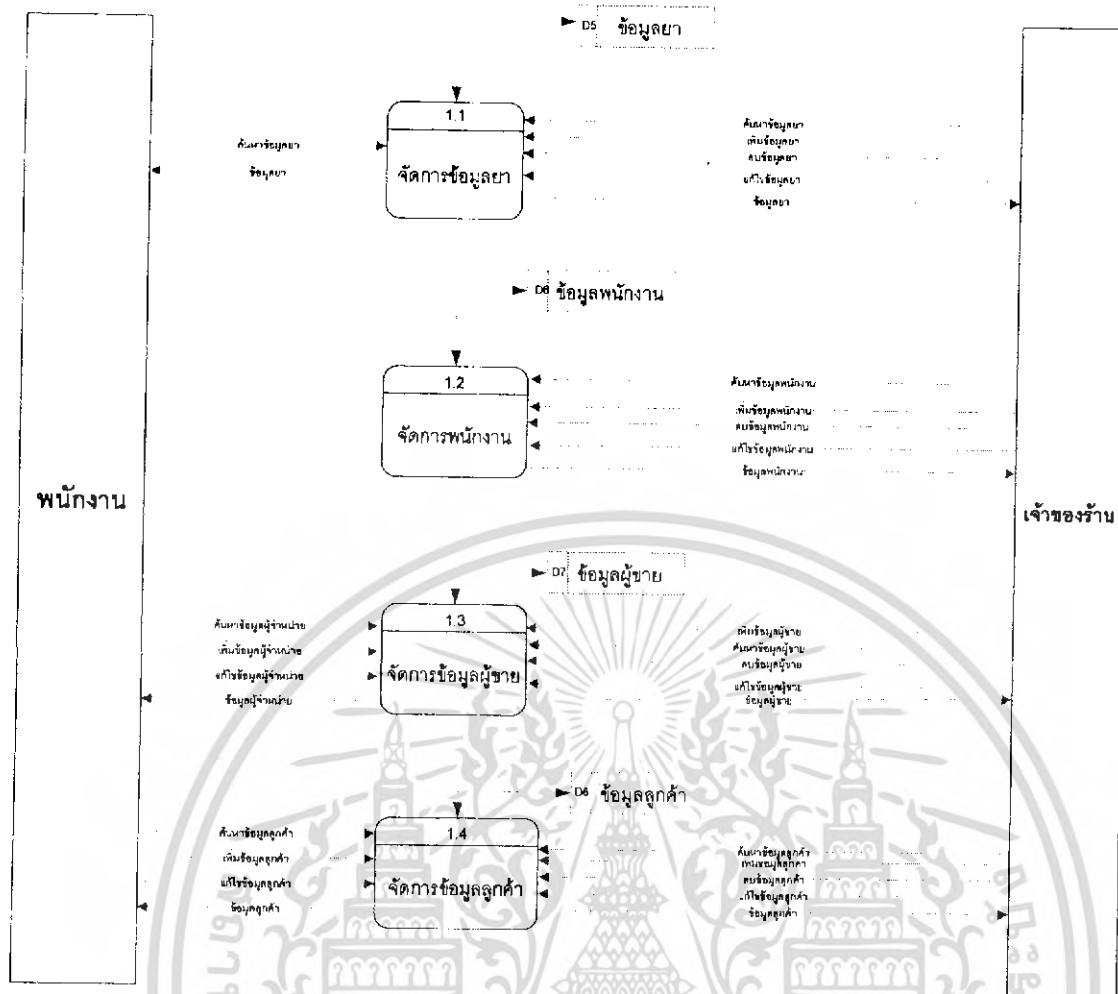 D5 ข้อมูลยา
1.1
จัดการข้อมูลยา
ค้นหาข้อมูลยา
ข้อมูลยา
ค้นหาข้อมูลยา
เพิ่มข้อมูลยา
ลบข้อมูลยา
แก้ไขข้อมูลยา
ข้อมูลยา
D6 ข้อมูลพนักงาน
1.2
จัดการพนักงาน
ค้นหาข้อมูลพนักงาน
เพิ่มข้อมูลพนักงาน
ลบข้อมูลพนักงาน
แก้ไขข้อมูลพนักงาน
ข้อมูลพนักงาน
พนักงาน
เจ้าของร้าน
D7 ข้อมูลผู้ขาย
1.3
จัดการข้อมูลผู้ขาย
ค้นหาข้อมูลผู้จำหน่าย
เพิ่มข้อมูลผู้จำหน่าย
แก้ไขข้อมูลผู้จำหน่าย
ข้อมูลผู้จำหน่าย
เพิ่มข้อมูลผู้ขาย
ค้นหาข้อมูลผู้ขาย
ลบข้อมูลผู้ขาย
แก้ไขข้อมูลผู้ขาย
ข้อมูลผู้ขาย
D6 ข้อมูลลูกค้า
1.4
จัดการข้อมูลลูกค้า
ค้นหาข้อมูลลูกค้า
เพิ่มข้อมูลลูกค้า
แก้ไขข้อมูลลูกค้า
ข้อมูลลูกค้า
ค้นหาข้อมูลลูกค้า
เพิ่มข้อมูลลูกค้า
ลบข้อมูลลูกค้า
แก้ไขข้อมูลลูกค้า
ข้อมูลลูกค้า